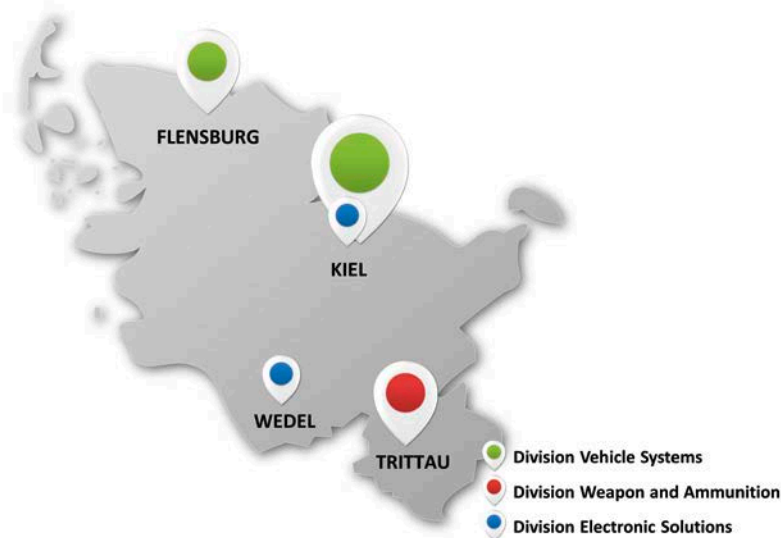 FLENSBURG
KIEL
WEDEL
TRITTAU
Division Vehicle Systems
Division Weapon and Ammunition
Division Electronic Solutions